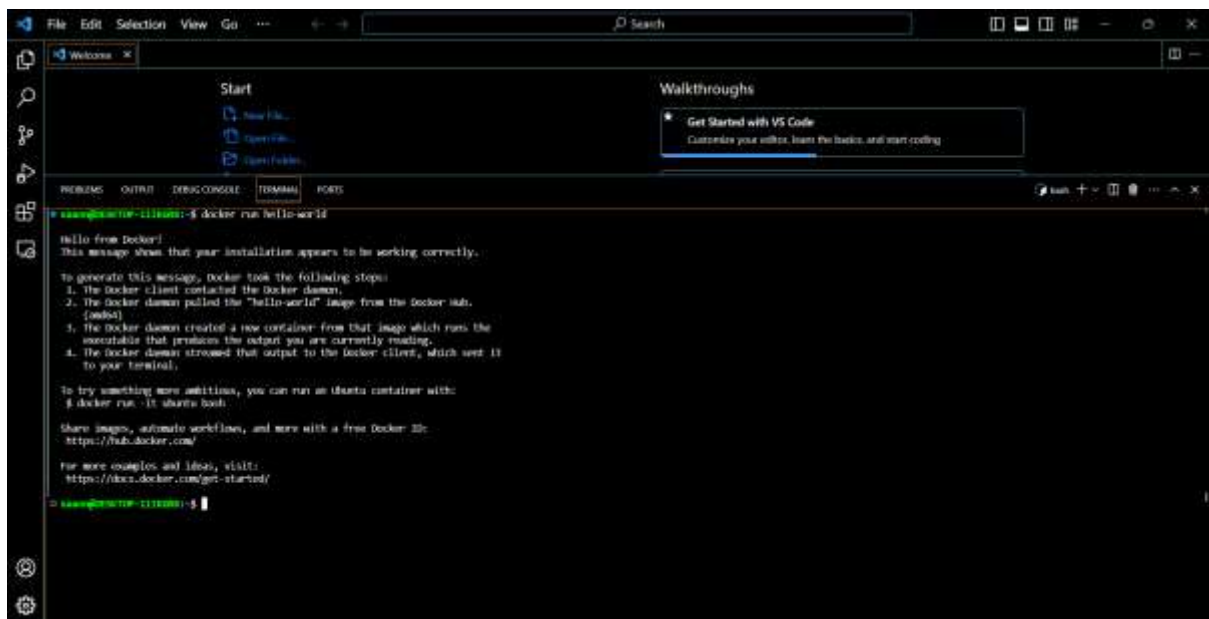 File Edit Selection View Go ···
Search
Welcome
Start
New File...
Open File...
Open Folder...
Walkthroughs
Get Started with VS Code
Customize your editor, learn the basics, and start coding
PROBLEMS OUTPUT DEBUG CONSOLE TERMINAL PORTS
bash
:~$ docker run hello-world
Hello from Docker!
This message shows that your installation appears to be working correctly.
To generate this message, Docker took the following steps:
1. The Docker client contacted the Docker daemon.
2. The Docker daemon pulled the "hello-world" image from the Docker Hub.
(amd64)
3. The Docker daemon created a new container from that image which runs the
executable that produces the output you are currently reading.
4. The Docker daemon streamed that output to the Docker client, which sent it
to your terminal.
To try something more ambitious, you can run an Ubuntu container with:
$ docker run -it ubuntu bash
Share images, automate workflows, and more with a free Docker ID:
https://hub.docker.com/
For more examples and ideas, visit:
https://docs.docker.com/get-started/
:~$